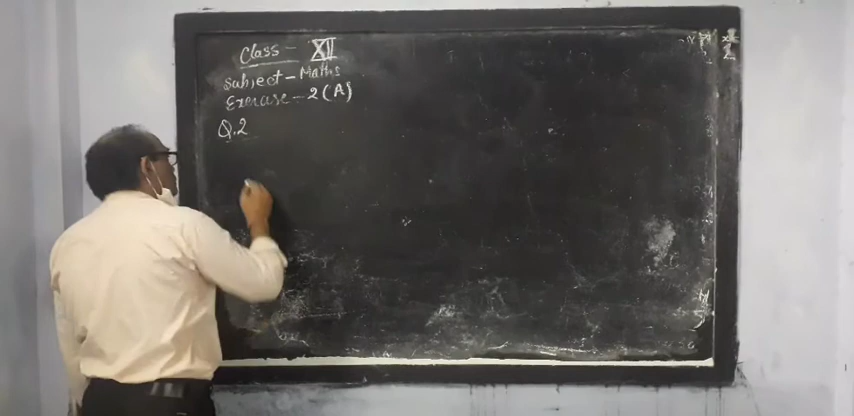 Class - XII
Subject - Maths
Exercise - 2 (A)
Q.2